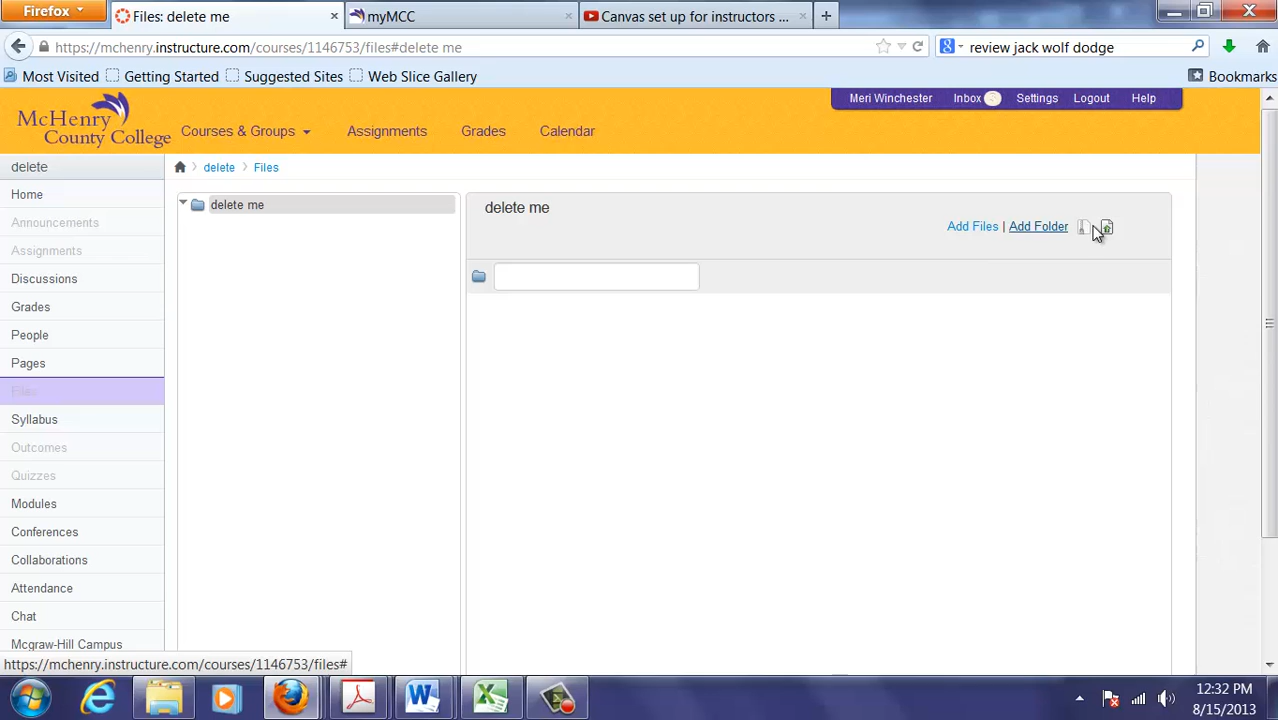 Firefox
Files: delete me
myMCC
Canvas set up for instructors ...
https://mchenry.instructure.com/courses/1146753/files#delete me
review jack wolf dodge
Most Visited
Getting Started
Suggested Sites
Web Slice Gallery
Bookmarks
McHenry
County College
Courses & Groups
Assignments
Grades
Calendar
Meri Winchester
Inbox
Settings
Logout
Help
delete
delete
Files
Home
Announcements
Assignments
Discussions
Grades
People
Pages
Files
Syllabus
Outcomes
Quizzes
Modules
Conferences
Collaborations
Attendance
Chat
Mcgraw-Hill Campus
delete me
delete me
Add Files | Add Folder
https://mchenry.instructure.com/courses/1146753/files#
12:32 PM
8/15/2013